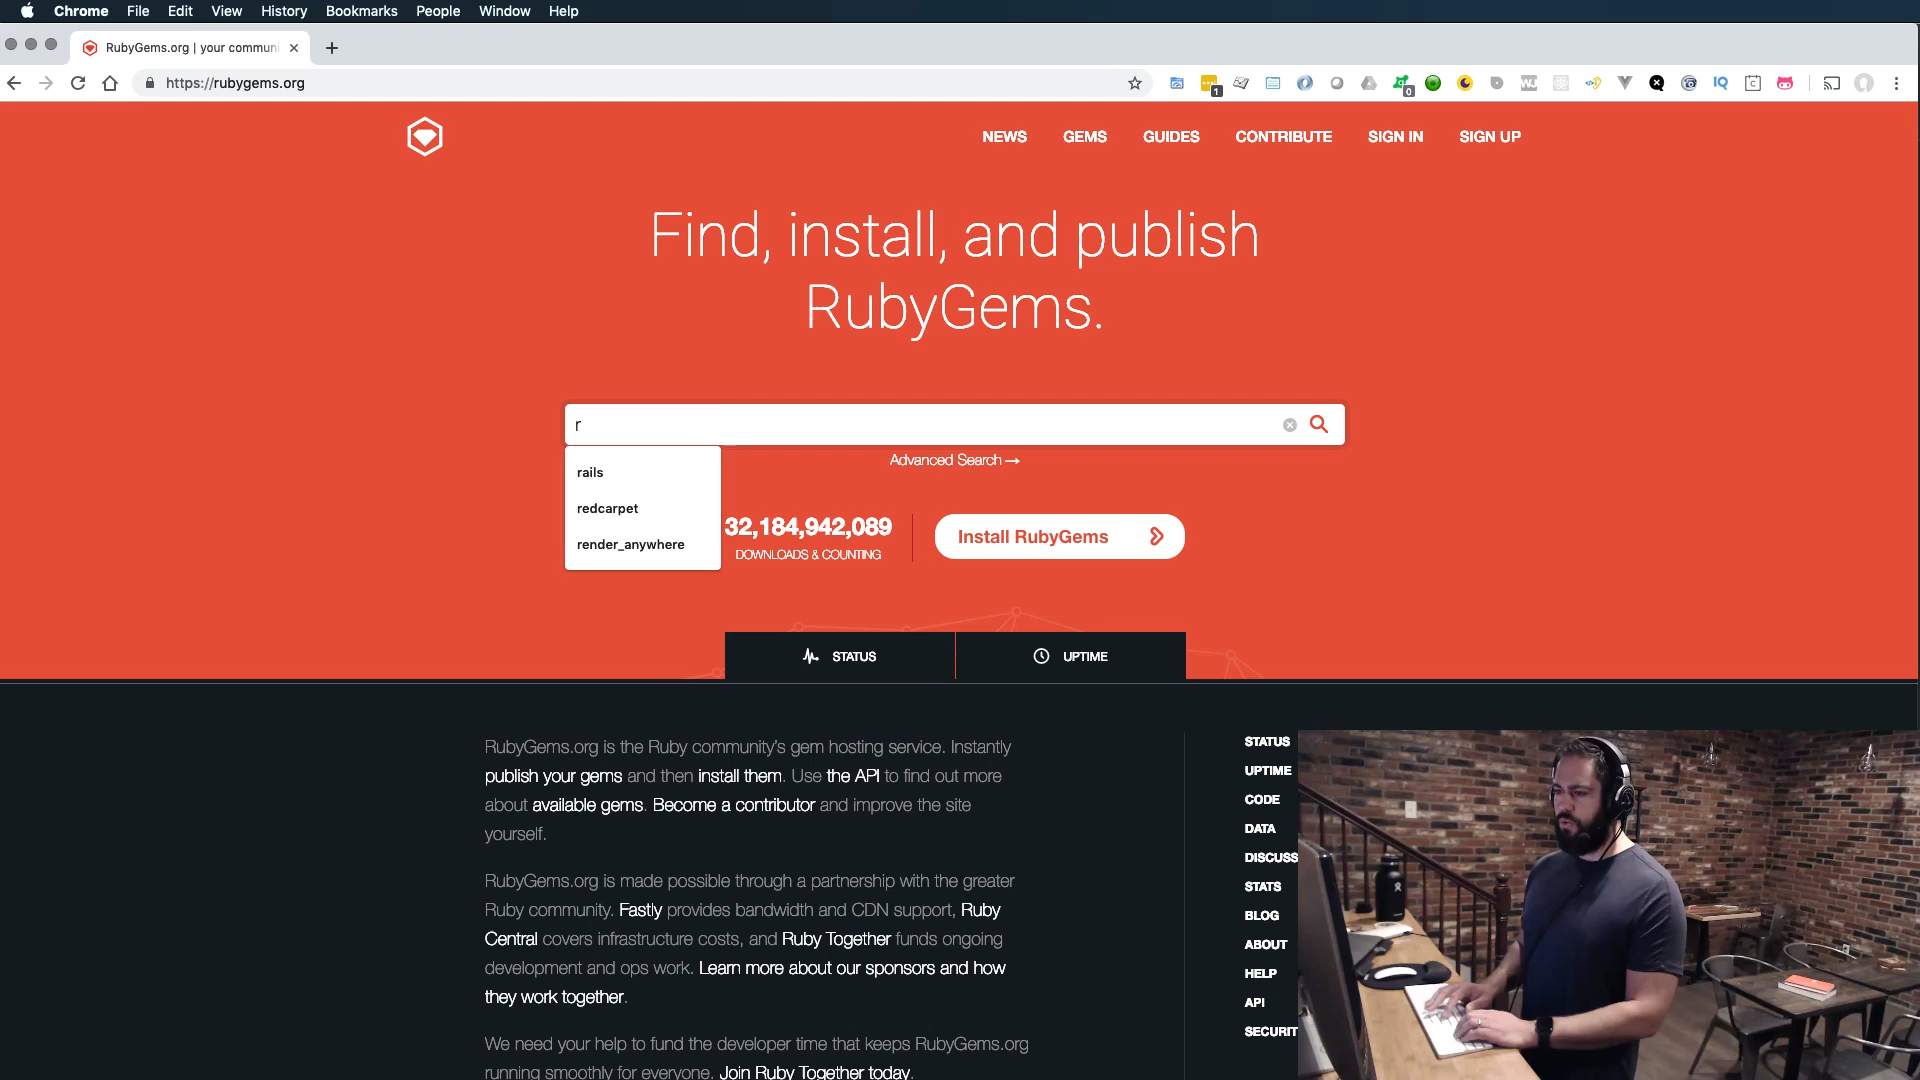 Chrome File Edit View History Bookmarks People Window Help
RubyGems.org | your communi
https://rubygems.org
1
0
IQ
NEWS GEMS GUIDES CONTRIBUTE SIGN IN SIGN UP
Find, install, and publish
RubyGems.
r
rails
redcarpet
render_anywhere
Advanced Search →
32,184,942,089
DOWNLOADS & COUNTING
Install RubyGems
STATUS UPTIME
RubyGems.org is the Ruby community's gem hosting service. Instantly
publish your gems and then install them. Use the API to find out more
about available gems. Become a contributor and improve the site
yourself.
RubyGems.org is made possible through a partnership with the greater
Ruby community. Fastly provides bandwidth and CDN support, Ruby
Central covers infrastructure costs, and Ruby Together funds ongoing
development and ops work. Learn more about our sponsors and how
they work together.
We need your help to fund the developer time that keeps RubyGems.org
running smoothly for everyone. Join Ruby Together today.
STATUS
UPTIME
CODE
DATA
DISCUSS
STATS
BLOG
ABOUT
HELP
API
SECURIT